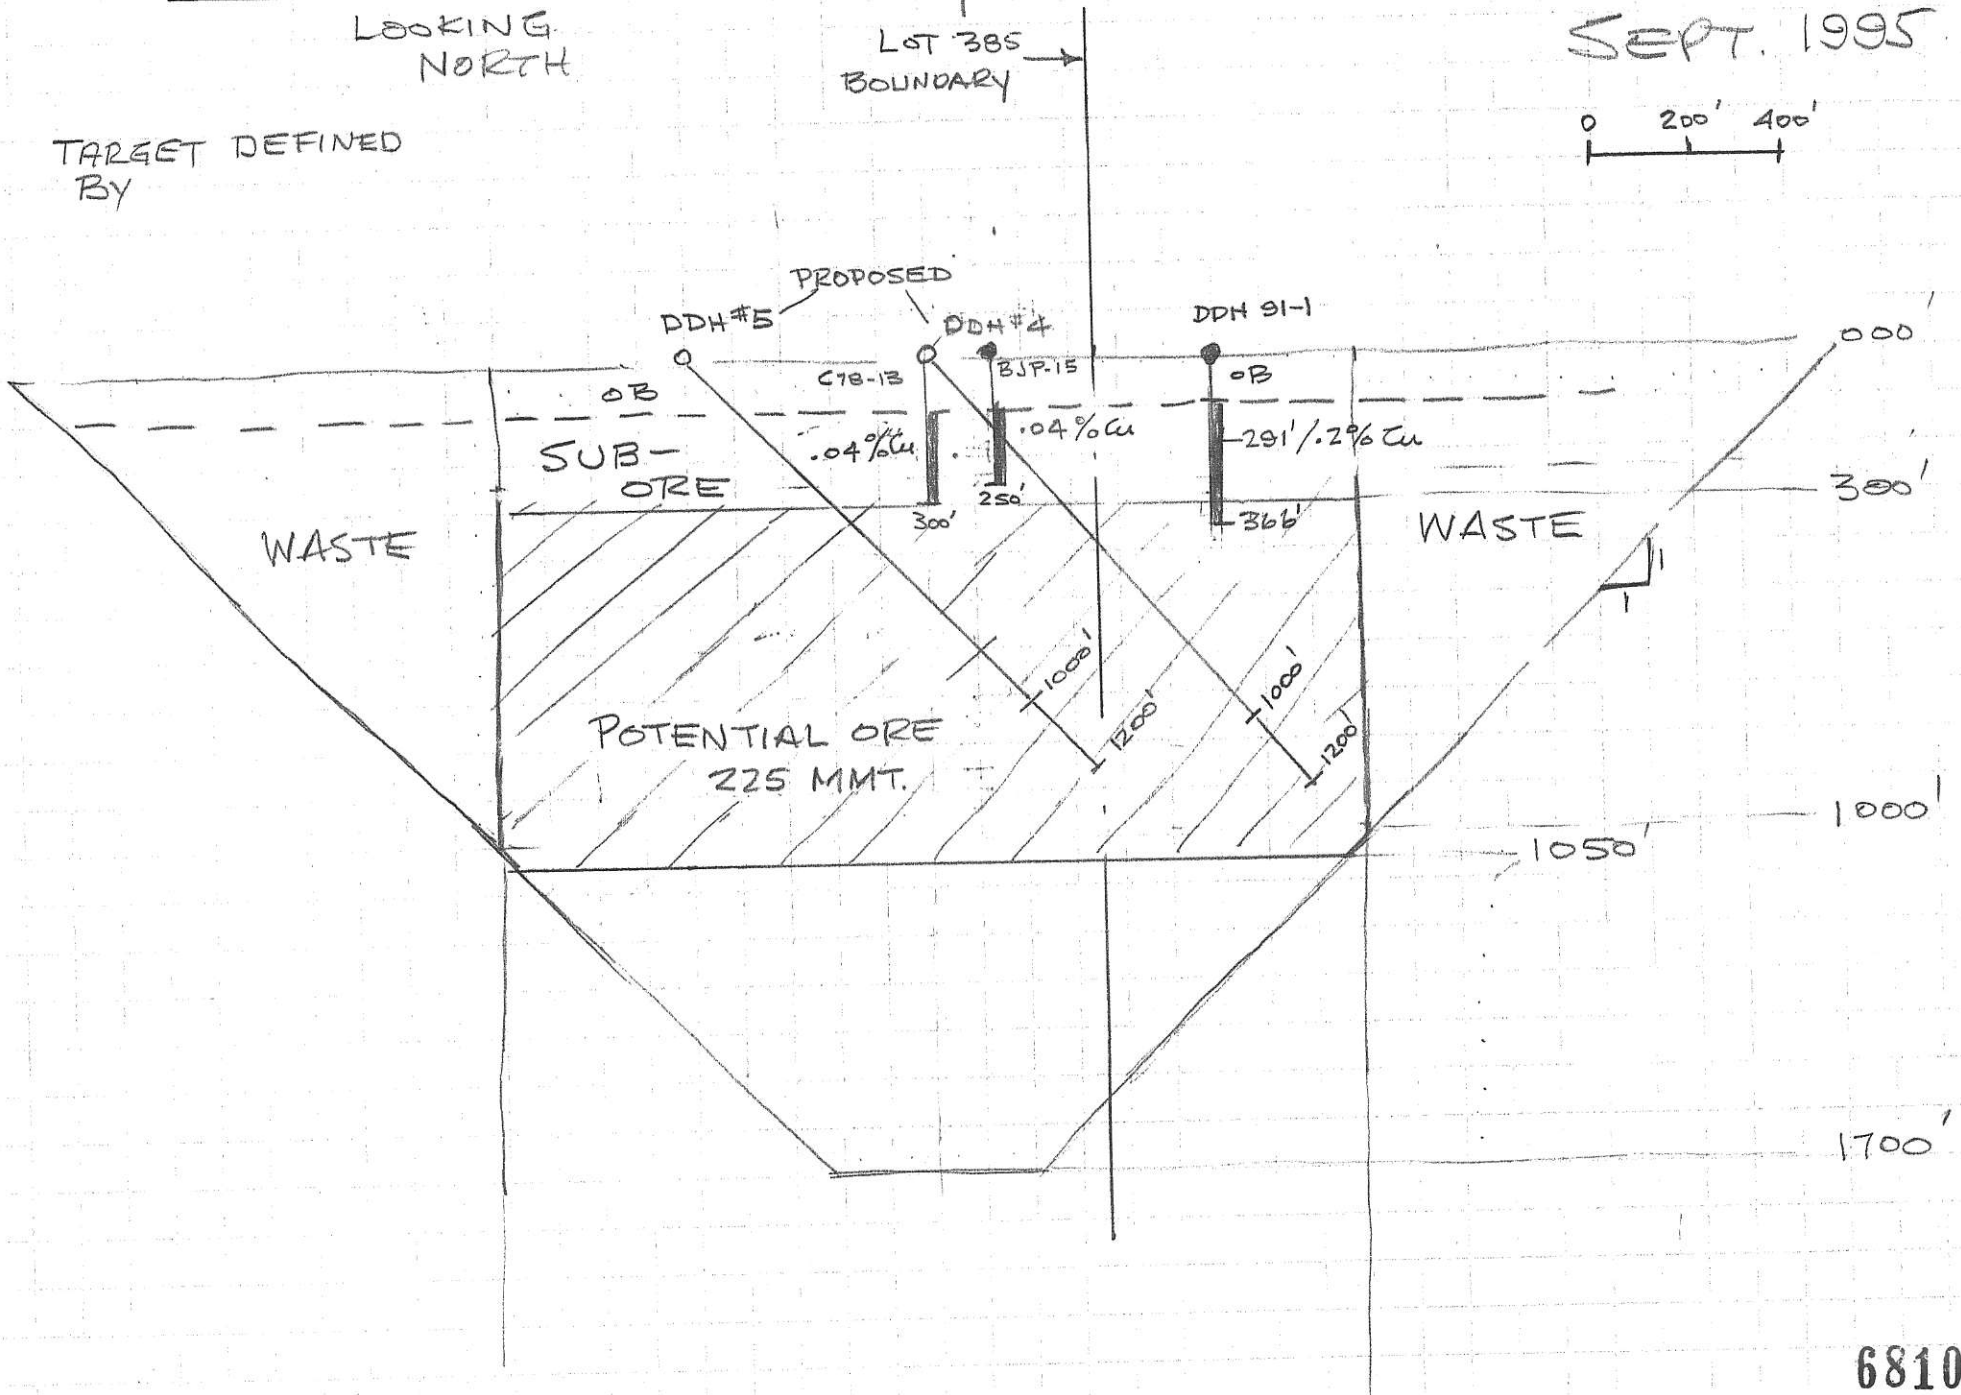 LOOKING
NORTH
LOT 385
BOUNDARY
SEPT. 1995
0 200' 400'
TARGET DEFINED
BY
PROPOSED
DDH #5
DDH #4
DDH 91-1
000'
C78-13
BJP-15
OB
OB
.04% Cu
.04% Cu
291'/.2% Cu
SUB-
ORE
300'
250'
366'
300'
WASTE
WASTE
1
1
1000'
1200'
1000'
1200'
POTENTIAL ORE
225 MMT.
1000'
1050'
1700'
6810